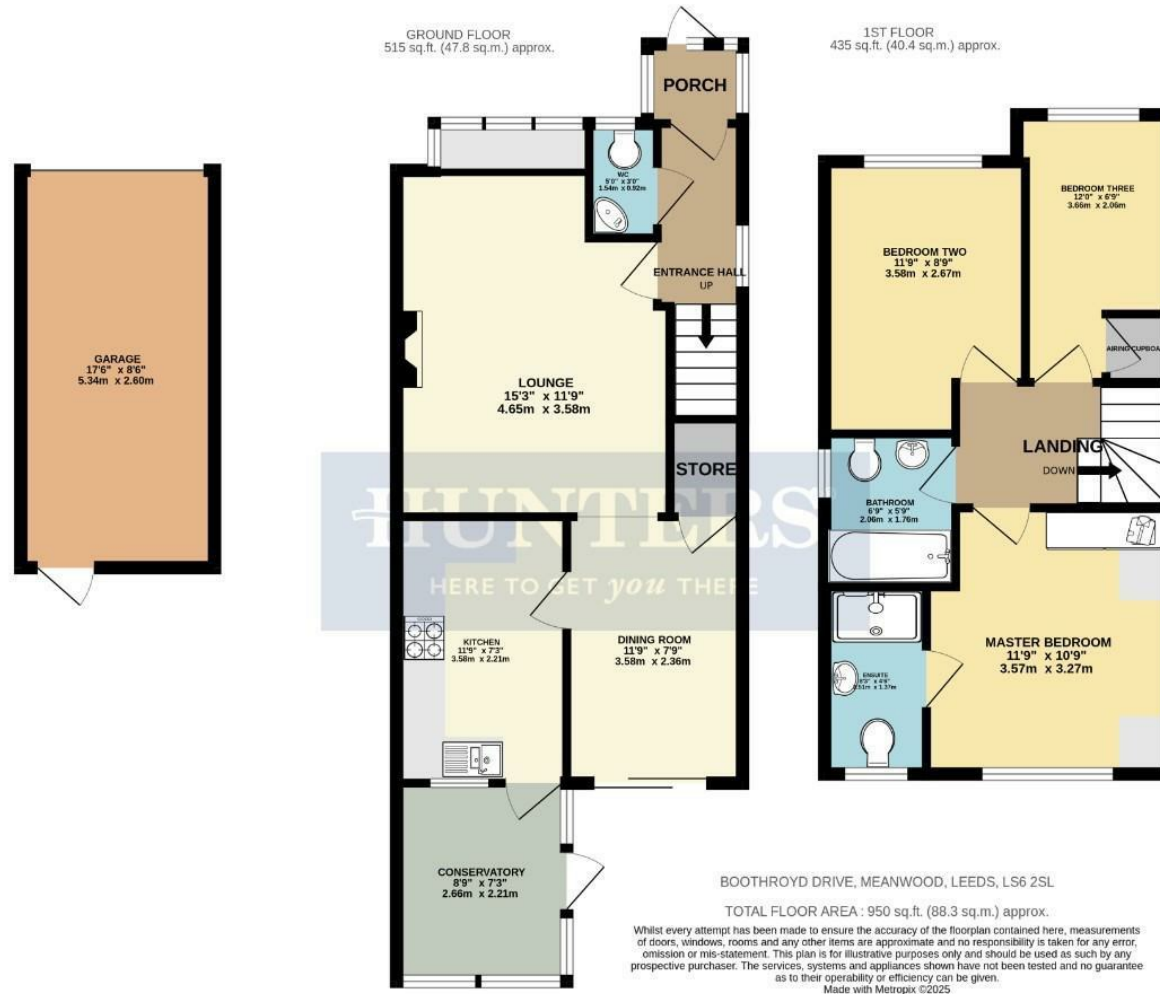 GROUND FLOOR
515 sq.ft. (47.8 sq.m.) approx.
1ST FLOOR
435 sq.ft. (40.4 sq.m.) approx.
PORCH
WC
5'0" x 3'0"
1.54m x 0.92m
ENTRANCE HALL
UP
GARAGE
17'6" x 8'6"
5.34m x 2.60m
LOUNGE
15'3" x 11'9"
4.65m x 3.58m
STORE
HUNTERS
HERE TO GET you THERE
KITCHEN
11'9" x 7'3"
3.58m x 2.21m
DINING ROOM
11'9" x 7'9"
3.58m x 2.36m
CONSERVATORY
8'9" x 7'3"
2.66m x 2.21m
BEDROOM THREE
12'0" x 6'9"
3.66m x 2.06m
BEDROOM TWO
11'9" x 8'9"
3.58m x 2.67m
AIRING CUPBOA
LANDING
DOWN
BATHROOM
6'9" x 5'9"
2.06m x 1.76m
MASTER BEDROOM
11'9" x 10'9"
3.57m x 3.27m
ENSUITE
x 1.37m
BOOTHROYD DRIVE, MEANWOOD, LEEDS, LS6 2SL
TOTAL FLOOR AREA : 950 sq.ft. (88.3 sq.m.) approx.
Whilst every attempt has been made to ensure the accuracy of the floorplan contained here, measurements
of doors, windows, rooms and any other items are approximate and no responsibility is taken for any error,
omission or mis-statement. This plan is for illustrative purposes only and should be used as such by any
prospective purchaser. The services, systems and appliances shown have not been tested and no guarantee
as to their operability or efficiency can be given.
Made with Metropix ©2025